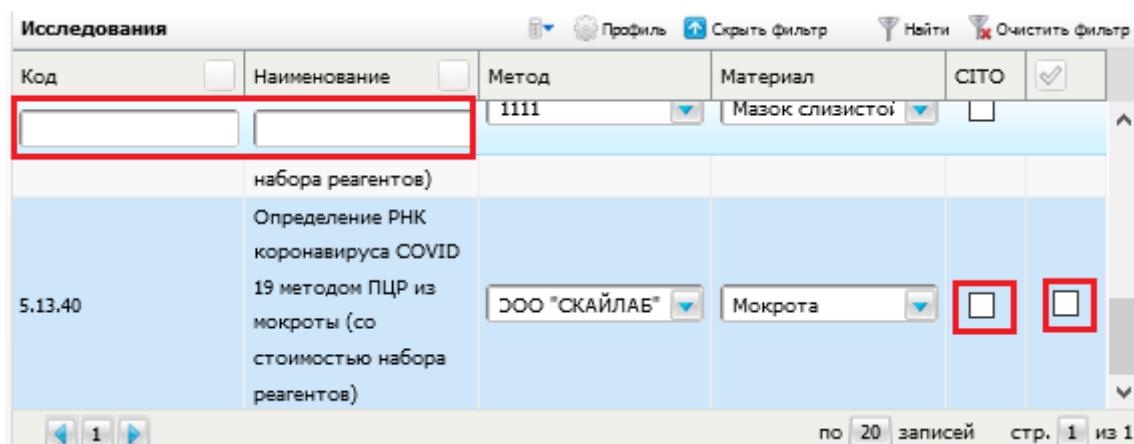 Исследования Профиль Скрыть фильтр Найти Очистить фильтр
Код Наименование Метод Материал CITO
1111 Мазок слизистой
набора реагентов)
Определение РНК
коронавируса COVID
19 методом ПЦР из
5.13.40 ООО "СКАЙЛАБ" Мокрота
мокроты (со
стоимостью набора
реагентов)
1 по 20 записей стр. 1 из 1